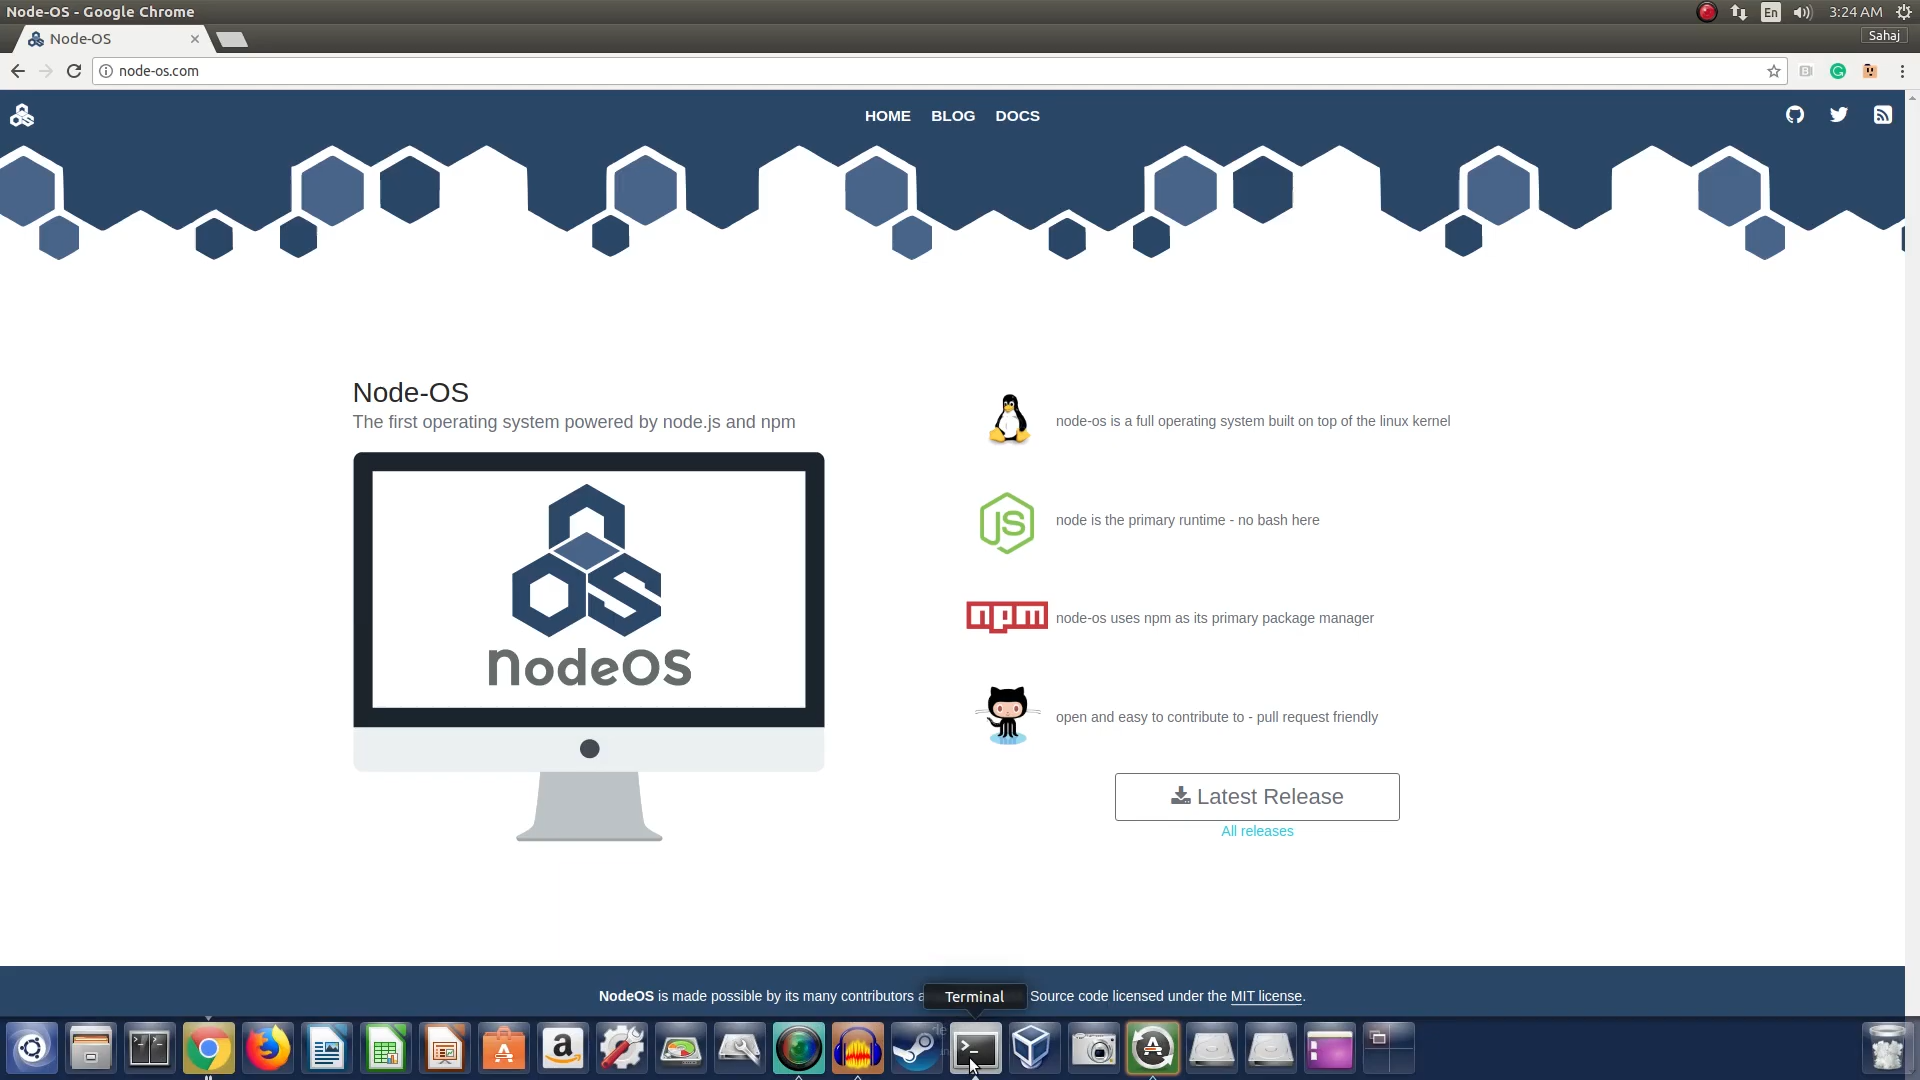 Node-OS - Google Chrome
En
3:24 AM
Node-OS
Sahaj
node-os.com
HOME BLOG DOCS
Node-OS
The first operating system powered by node.js and npm
OS
NodeOS
node-os is a full operating system built on top of the linux kernel
JS
node is the primary runtime - no bash here
npm
node-os uses npm as its primary package manager
open and easy to contribute to - pull request friendly
Latest Release
All releases
NodeOS is made possible by its many contributors
Source code licensed under the MIT license.
Terminal